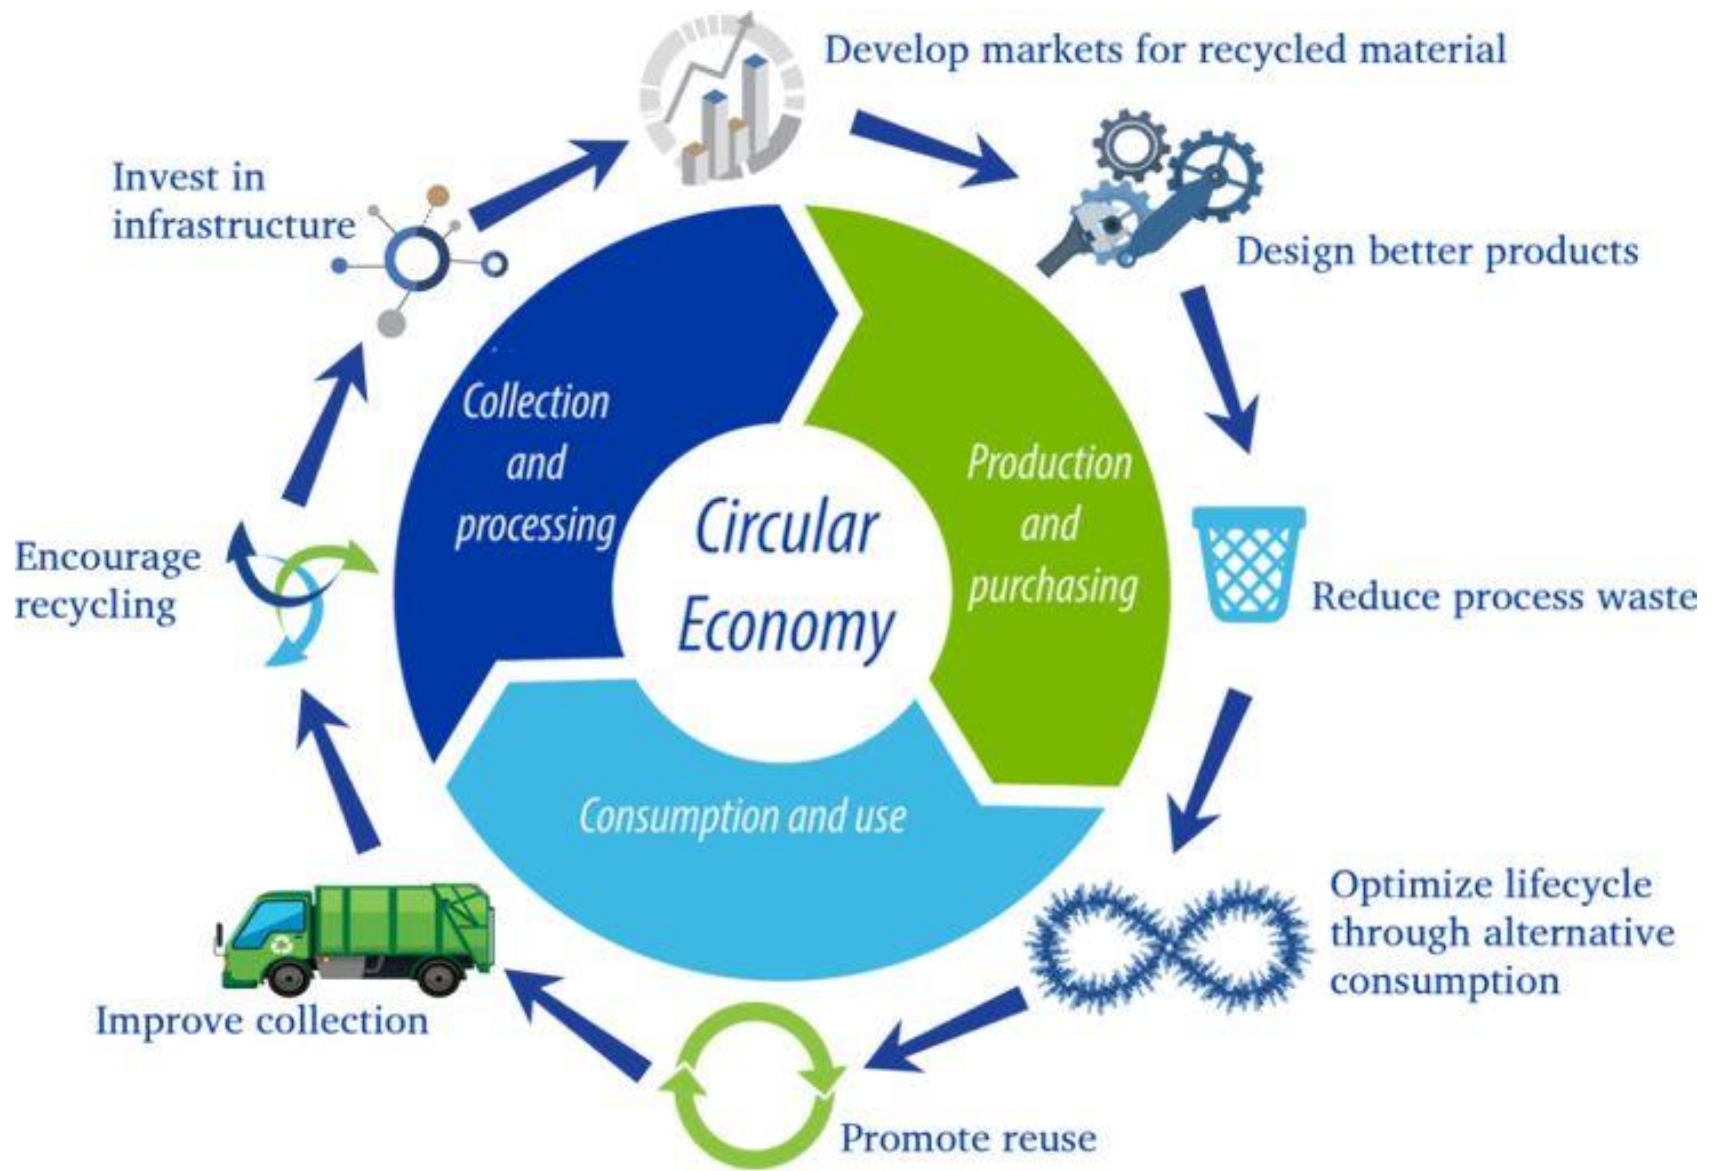 Develop markets for recycled material
Invest in
infrastructure
Design better products
Collection
and
processing
Production
and
purchasing
Circular
Economy
Encourage
recycling
Reduce process waste
Consumption and use
Optimize lifecycle
through alternative
consumption
Improve collection
Promote reuse